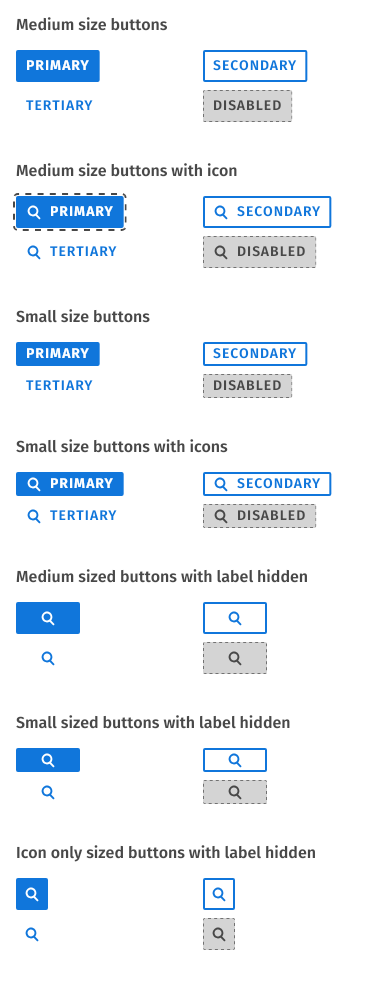 Medium size buttons
PRIMARY SECONDARY
TERTIARY DISABLED
Medium size buttons with icon
PRIMARY SECONDARY
TERTIARY DISABLED
Small size buttons
PRIMARY SECONDARY
TERTIARY DISABLED
Small size buttons with icons
PRIMARY SECONDARY
TERTIARY DISABLED
Medium sized buttons with label hidden
Small sized buttons with label hidden
Icon only sized buttons with label hidden